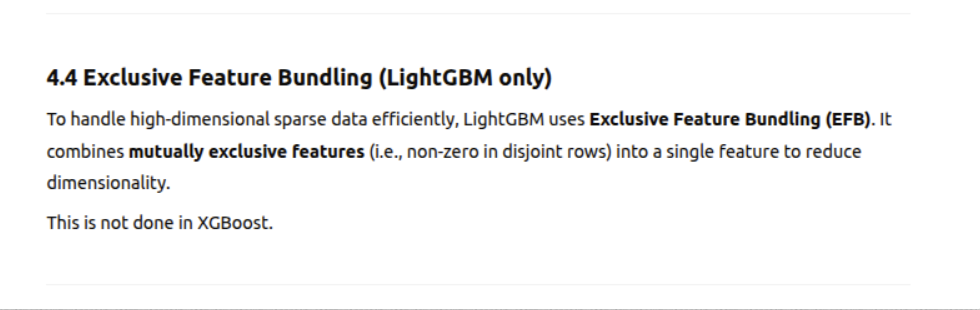 4.4 Exclusive Feature Bundling (LightGBM only)
To handle high-dimensional sparse data efficiently, LightGBM uses Exclusive Feature Bundling (EFB). It
combines mutually exclusive features (i.e., non-zero in disjoint rows) into a single feature to reduce
dimensionality.
This is not done in XGBoost.